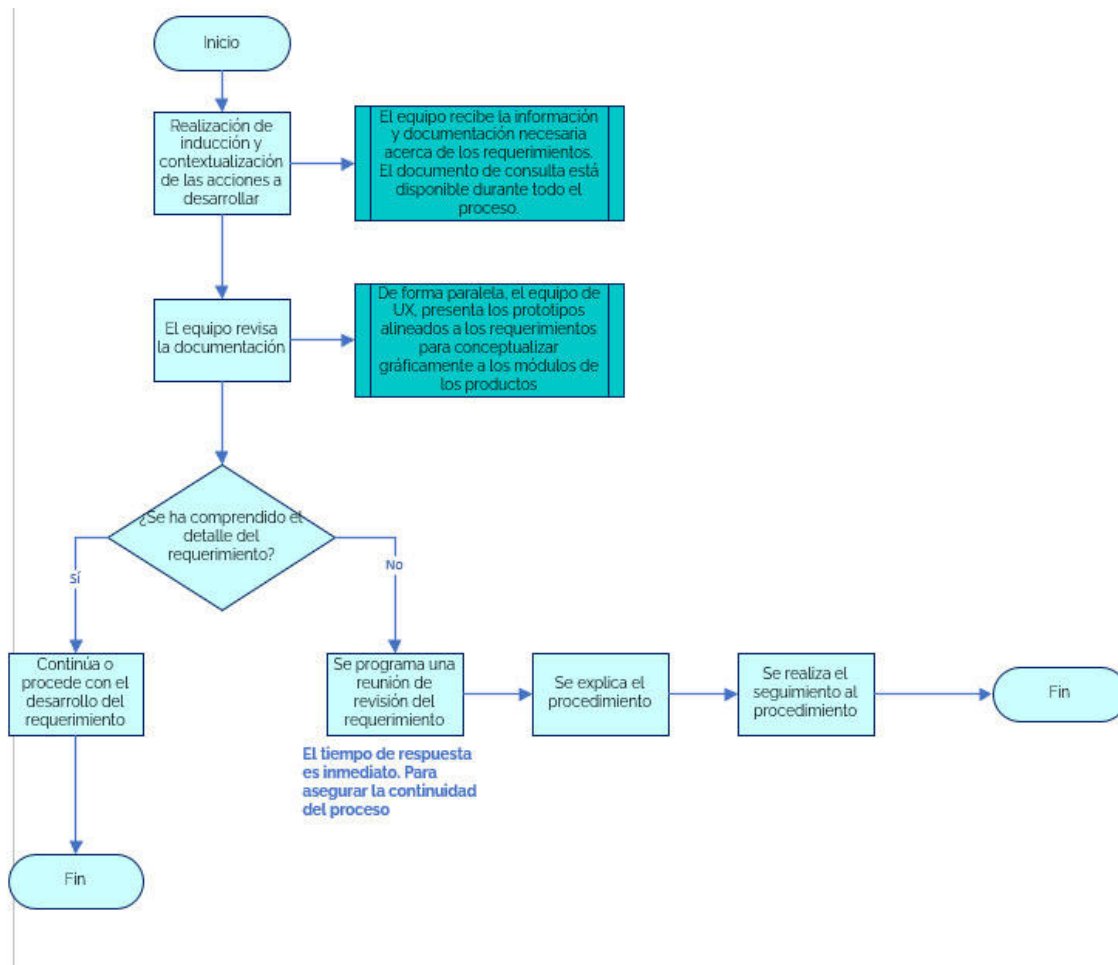 Inicio
Realización de
inducción y
contextualización
de las acciones a
desarrollar
El equipo recibe la información
y documentación necesaria
acerca de los requerimientos.
El documento de consulta está
disponible durante todo el
proceso.
El equipo revisa
la documentación
De forma paralela, el equipo de
UX, presenta los prototipos
alineados a los requerimientos
para conceptualizar
gráficamente a los módulos de
los productos
¿Se ha comprendido el
detalle del
requerimiento?
Sí
No
Continúa o
procede con el
desarrollo del
requerimiento
Se programa una
reunión de
revisión del
requerimiento
Se explica el
procedimiento
Se realiza el
seguimiento al
procedimiento
Fin
El tiempo de respuesta
es inmediato. Para
asegurar la continuidad
del proceso
Fin